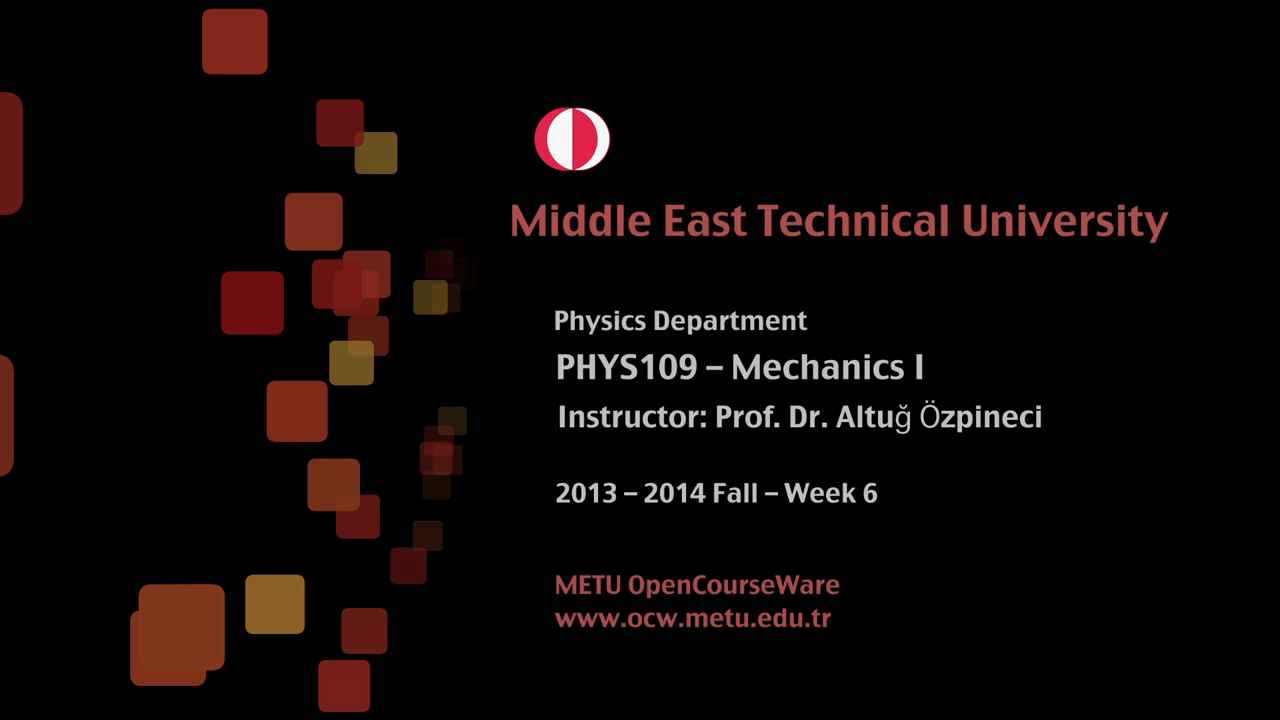 Middle East Technical University
Physics Department
PHYS109 – Mechanics I
Instructor: Prof. Dr. Altuğ Özpineci
2013 – 2014 Fall – Week 6
METU OpenCourseWare
www.ocw.metu.edu.tr